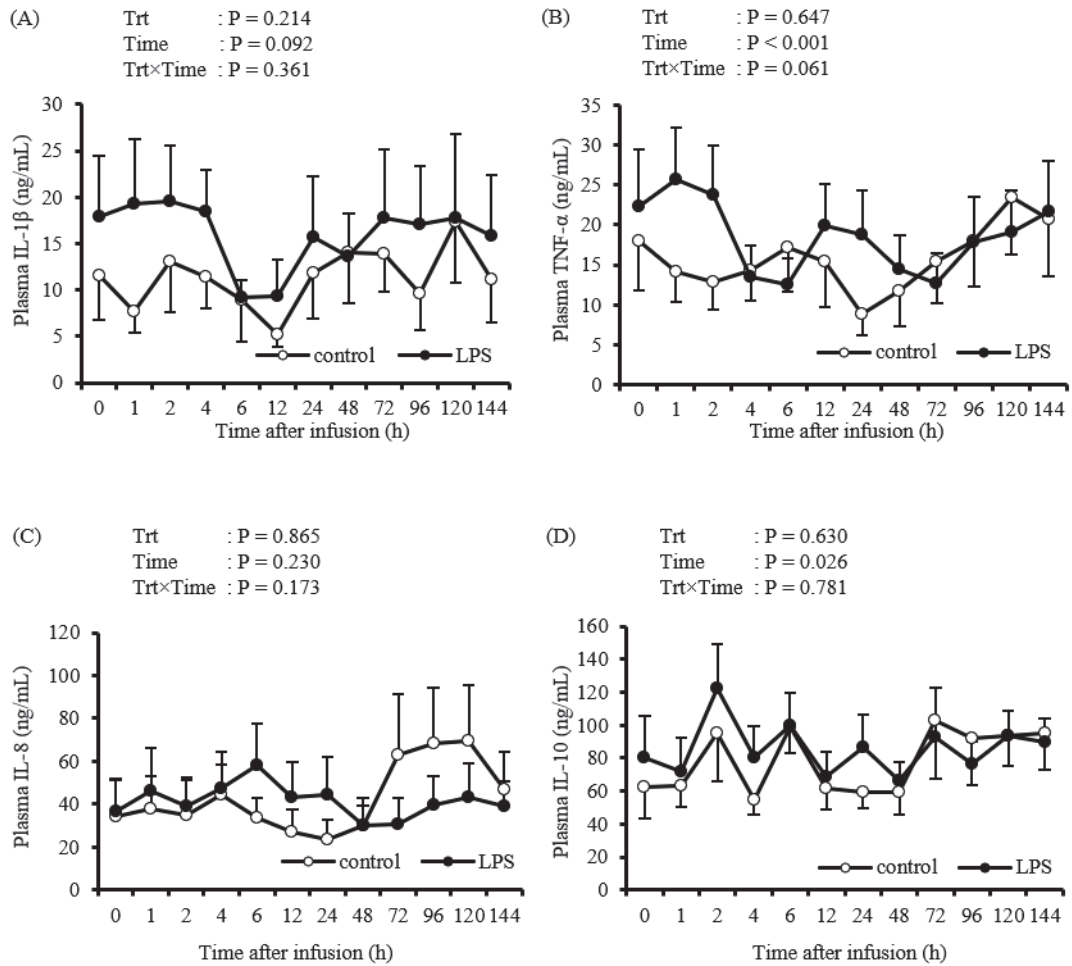 (A)
Trt : P = 0.214
Time : P = 0.092
Trt×Time : P = 0.361
Plasma IL-1β (ng/mL)
30
25
20
15
10
5
0
control LPS
0 1 2 4 6 12 24 48 72 96 120 144
Time after infusion (h)
(B)
Trt : P = 0.647
Time : P < 0.001
Trt×Time : P = 0.061
Plasma TNF-α (ng/mL)
35
30
25
20
15
10
5
0
control LPS
0 1 2 4 6 12 24 48 72 96 120 144
Time after infusion (h)
(C)
Trt : P = 0.865
Time : P = 0.230
Trt×Time : P = 0.173
Plasma IL-8 (ng/mL)
120
100
80
60
40
20
0
control LPS
0 1 2 4 6 12 24 48 72 96 120 144
Time after infusion (h)
(D)
Trt : P = 0.630
Time : P = 0.026
Trt×Time : P = 0.781
Plasma IL-10 (ng/mL)
160
140
120
100
80
60
40
20
0
control LPS
0 1 2 4 6 12 24 48 72 96 120 144
Time after infusion (h)